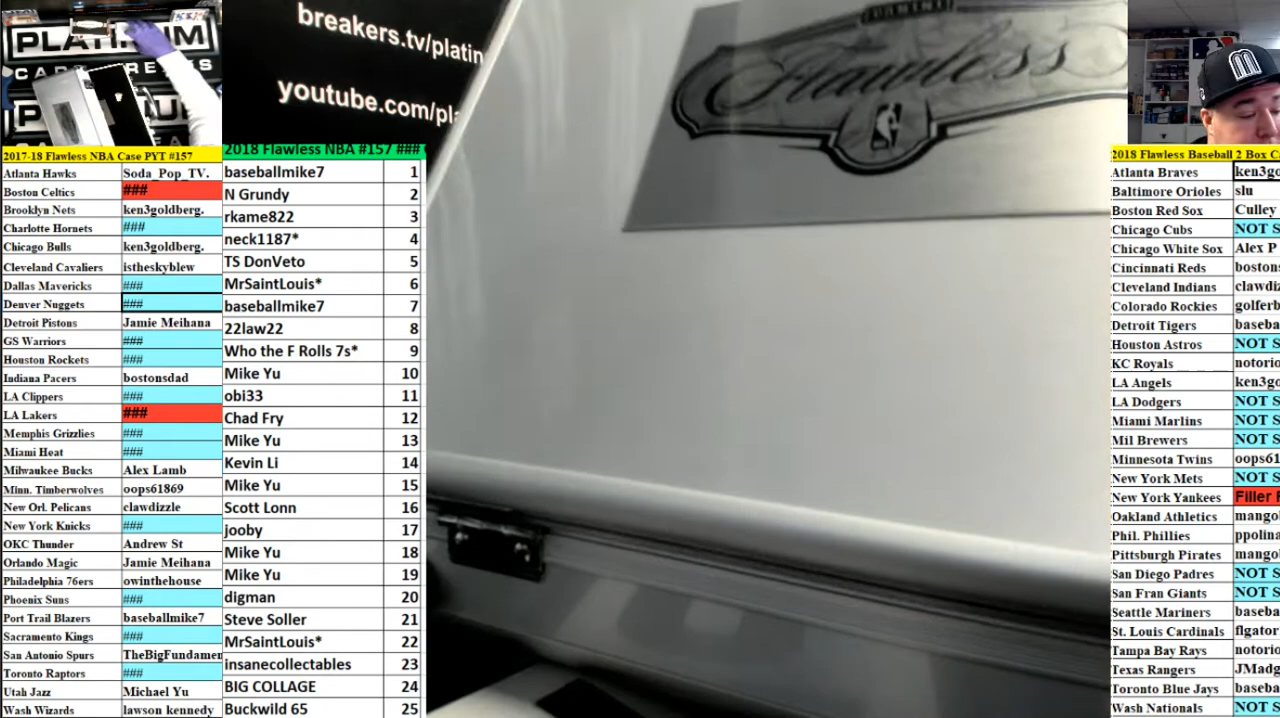 PLATINUM
breakers.tv/platin
youtube.com/pla
PANINI
Flawless
2017-18 Flawless NBA Case PYT #157
Atlanta Hawks Soda_Pop_TV.
Boston Celtics ###
Brooklyn Nets ken3goldberg.
Charlotte Hornets ###
Chicago Bulls ken3goldberg.
Cleveland Cavaliers istheskyblew
Dallas Mavericks ###
Denver Nuggets ###
Detroit Pistons Jamie Meihana
GS Warriors ###
Houston Rockets ###
Indiana Pacers bostonsdad
LA Clippers ###
LA Lakers ###
Memphis Grizzlies ###
Miami Heat ###
Milwaukee Bucks Alex Lamb
Minn. Timberwolves oops61869
New Orl. Pelicans clawdizzle
New York Knicks ###
OKC Thunder Andrew St
Orlando Magic Jamie Meihana
Philadelphia 76ers owinthehouse
Phoenix Suns ###
Port Trail Blazers baseballmike7
Sacramento Kings ###
San Antonio Spurs TheBigFundamen
Toronto Raptors ###
Utah Jazz Michael Yu
Wash Wizards lawson kennedy
2018 Flawless NBA #157 ###
baseballmike7 1
N Grundy 2
rkame822 3
neck1187* 4
TS DonVeto 5
MrSaintLouis* 6
baseballmike7 7
22law22 8
Who the F Rolls 7s* 9
Mike Yu 10
obi33 11
Chad Fry 12
Mike Yu 13
Kevin Li 14
Mike Yu 15
Scott Lonn 16
jooby 17
Mike Yu 18
Mike Yu 19
digman 20
Steve Soller 21
MrSaintLouis* 22
insanecollectables 23
BIG COLLAGE 24
Buckwild 65 25
2018 Flawless Baseball 2 Box C
Atlanta Braves ken3go
Baltimore Orioles slu
Boston Red Sox Culley
Chicago Cubs NOT S
Chicago White Sox Alex P
Cincinnati Reds bostons
Cleveland Indians clawdiz
Colorado Rockies golferb
Detroit Tigers baseba
Houston Astros NOT S
KC Royals notorio
LA Angels ken3go
LA Dodgers NOT S
Miami Marlins NOT S
Mil Brewers NOT S
Minnesota Twins oops61
New York Mets NOT S
New York Yankees Filler F
Oakland Athletics mango
Phil. Phillies ppolina
Pittsburgh Pirates mango
San Diego Padres NOT S
San Fran Giants NOT S
Seattle Mariners baseba
St. Louis Cardinals flgator
Tampa Bay Rays notorio
Texas Rangers JMadg
Toronto Blue Jays baseba
Wash Nationals NOT S